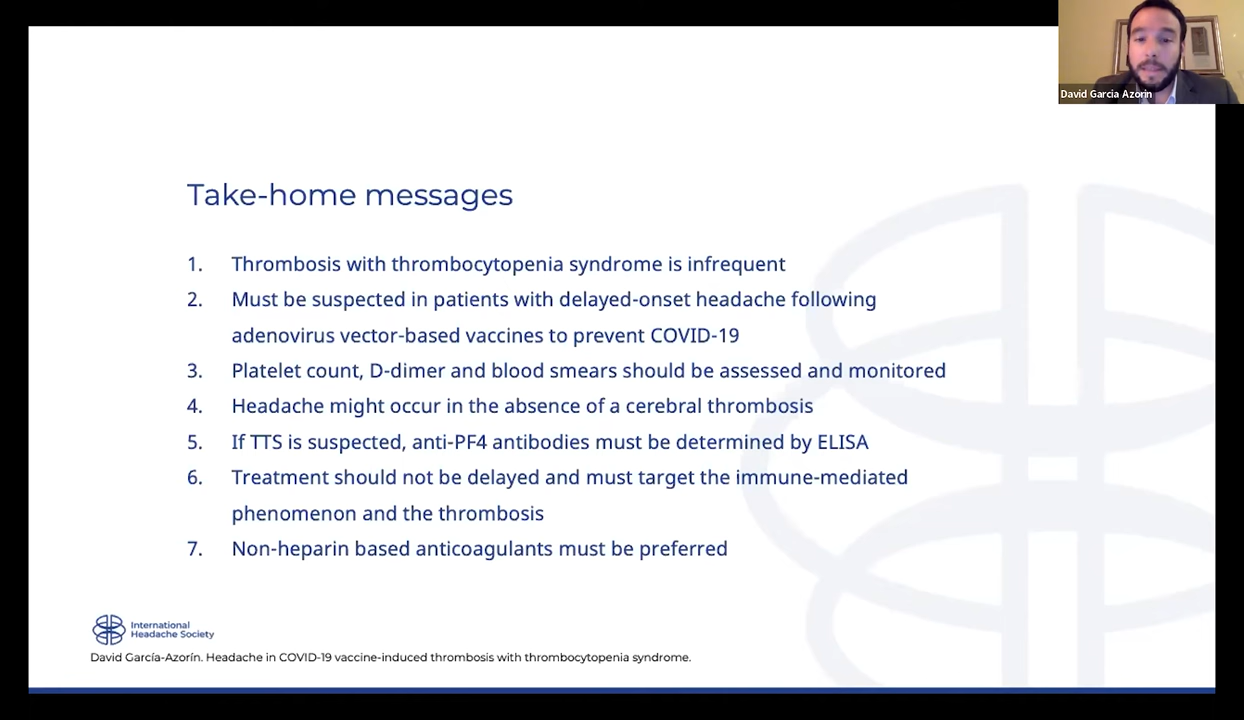 David García Azorín
Take-home messages
1. Thrombosis with thrombocytopenia syndrome is infrequent
2. Must be suspected in patients with delayed-onset headache following
adenovirus vector-based vaccines to prevent COVID-19
3. Platelet count, D-dimer and blood smears should be assessed and monitored
4. Headache might occur in the absence of a cerebral thrombosis
5. If TTS is suspected, anti-PF4 antibodies must be determined by ELISA
6. Treatment should not be delayed and must target the immune-mediated
phenomenon and the thrombosis
7. Non-heparin based anticoagulants must be preferred
International
Headache Society
David García-Azorín. Headache in COVID-19 vaccine-induced thrombosis with thrombocytopenia syndrome.